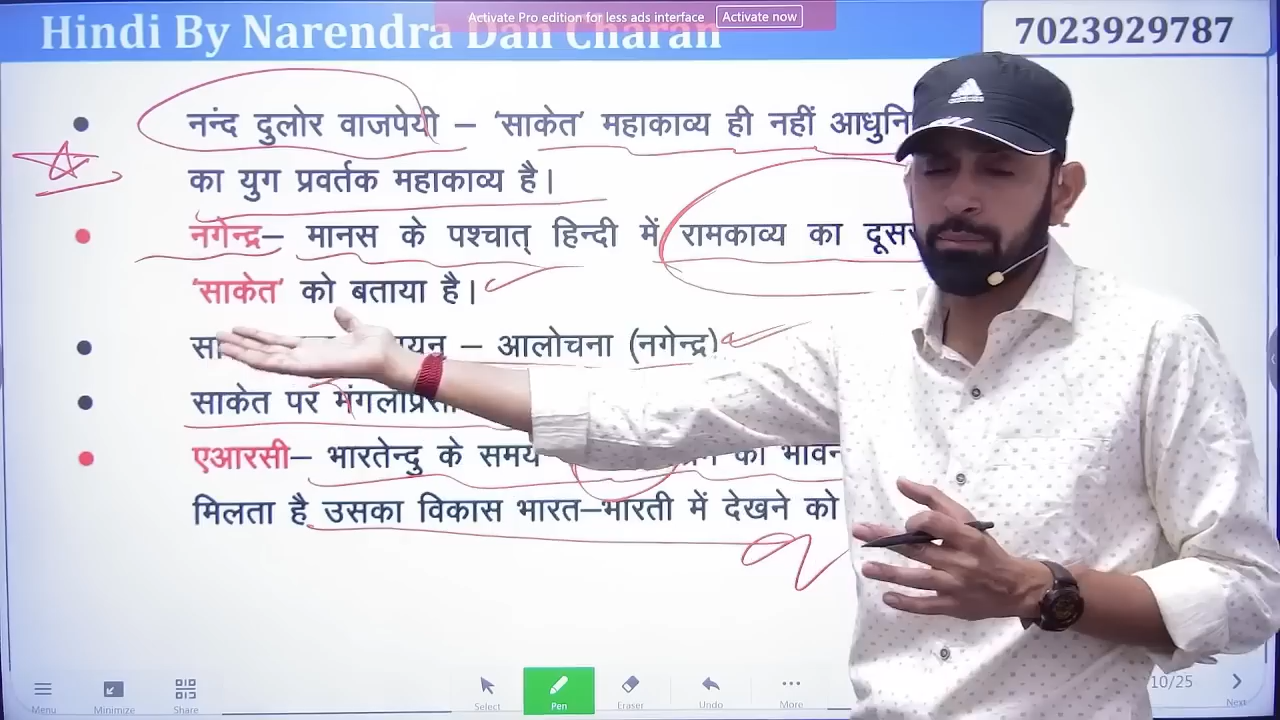 Activate Pro edition for less ads interface Activate now
Hindi By Narendra Dan Charan
7023929787
नन्द दुलोर वाजपेयी – 'साकेत' महाकाव्य ही नहीं
का युग प्रवर्तक महाकाव्य है।
नगेन्द्र– मानस के पश्चात् हिन्दी में रामकाव्य का
'साकेत' को बताया है।
– आलोचना (नगेन्द्र)
साकेत पर
एआरसी– भारतेन्दु के समय
मिलता है उसका विकास भारत–भारती में देखने को
10/25
Menu Minimize Share Select Pen Eraser Undo More Next